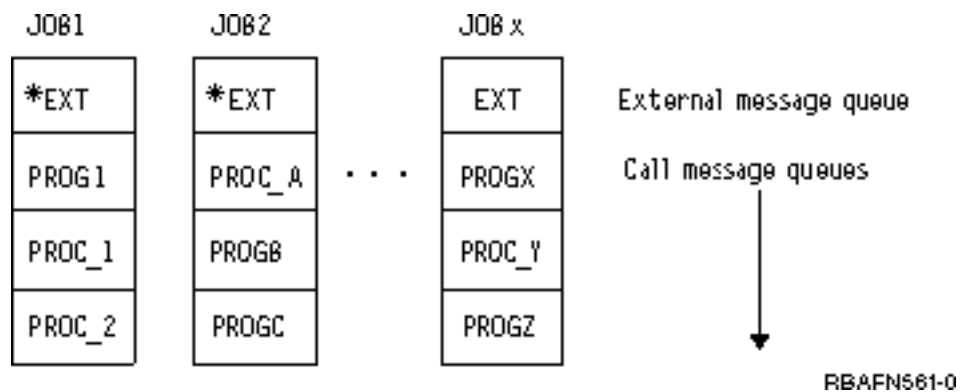 JOB1 JOB2 JOB x
*EXT *EXT EXT External message queue
PROG1 PROC_A . . . PROGX Call message queues
PROC_1 PROGB PROC_Y
PROC_2 PROGC PROGZ
RBAFN561-0